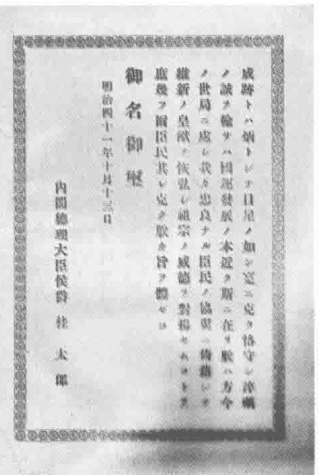 成跡トハ炳トシテ日星ノ如シ寔ニ克ク恪守シ淬礪
ノ誠ヲ輸サハ國運發展ノ本近ク斯ニ在リ朕ハ方今
ノ世局ニ處シ我カ忠良ナル臣民ノ協翼ニ倚藉シテ
維新ノ皇猷ヲ恢弘シ祖宗ノ威德ヲ對揚セムコトヲ
庶幾フ爾臣民其レ克ク朕カ旨ヲ體セヨ
御名御璽
明治四十一年十月十三日
內閣總理大臣侯爵 桂 太郎